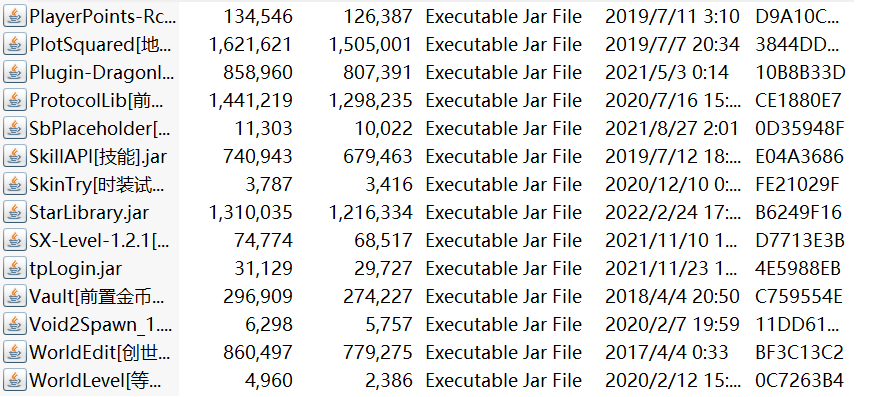 PlayerPoints-Rc... 134,546 126,387 Executable Jar File 2019/7/11 3:10 D9A10C...
PlotSquared[地... 1,621,621 1,505,001 Executable Jar File 2019/7/7 20:34 3844DD...
Plugin-Dragonl... 858,960 807,391 Executable Jar File 2021/5/3 0:14 10B8B33D
ProtocolLib[前... 1,441,219 1,298,235 Executable Jar File 2020/7/16 15:... CE1880E7
SbPlaceholder[... 11,303 10,022 Executable Jar File 2021/8/27 2:01 0D35948F
SkillAPI[技能].jar 740,943 679,463 Executable Jar File 2019/7/12 18:... E04A3686
SkinTry[时装试... 3,787 3,416 Executable Jar File 2020/12/10 0:... FE21029F
StarLibrary.jar 1,310,035 1,216,334 Executable Jar File 2022/2/24 17:... B6249F16
SX-Level-1.2.1[... 74,774 68,517 Executable Jar File 2021/11/10 1... D7713E3B
tpLogin.jar 31,129 29,727 Executable Jar File 2021/11/23 1... 4E5988EB
Vault[前置金币... 296,909 274,227 Executable Jar File 2018/4/4 20:50 C759554E
Void2Spawn_1.... 6,298 5,757 Executable Jar File 2020/2/7 19:59 11DD61...
WorldEdit[创世... 860,497 779,275 Executable Jar File 2017/4/4 0:33 BF3C13C2
WorldLevel[等... 4,960 2,386 Executable Jar File 2020/2/12 15:... 0C7263B4